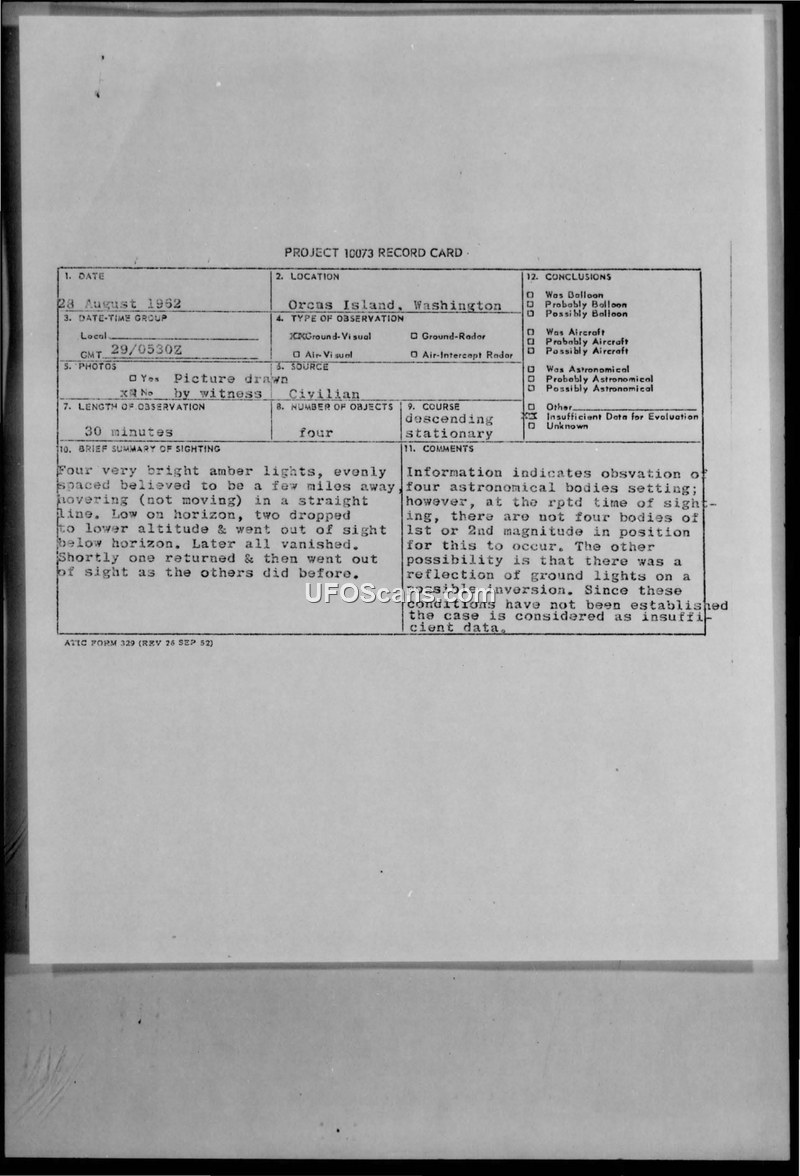 PROJECT 10073 RECORD CARD
1. DATE
28 August 1962
2. LOCATION
Orcas Island, Washington
12. CONCLUSIONS
□ Was Balloon
□ Probably Balloon
□ Possibly Balloon
□ Was Aircraft
□ Probably Aircraft
□ Possibly Aircraft
□ Was Astronomical
□ Probably Astronomical
□ Possibly Astronomical
□ Other
XX Insufficient Data for Evaluation
□ Unknown
3. DATE-TIME GROUP
Local
GMT 29/0530Z
4. TYPE OF OBSERVATION
XX Ground-Visual □ Ground-Radar
□ Air-Visual □ Air-Intercept Radar
5. PHOTOS
□ Yes Picture drawn
XX No by witness
6. SOURCE
Civilian
7. LENGTH OF OBSERVATION
30 minutes
8. NUMBER OF OBJECTS
four
9. COURSE
descending
stationary
10. BRIEF SUMMARY OF SIGHTING
Four very bright amber lights, evenly
spaced believed to be a few miles away,
hovering (not moving) in a straight
line. Low on horizon, two dropped
to lower altitude & went out of sight
below horizon. Later all vanished.
Shortly one returned & then went out
of sight as the others did before.
11. COMMENTS
Information indicates obsvation of
four astronomical bodies setting;
however, at the rptd time of sight-
ing, there are not four bodies of
1st or 2nd magnitude in position
for this to occur. The other
possibility is that there was a
reflection of ground lights on a
possible inversion. Since these
conditions have not been established
the case is considered as insuffi-
cient data.
UFOScans.com
ATIC FORM 329 (REV 26 SEP 52)